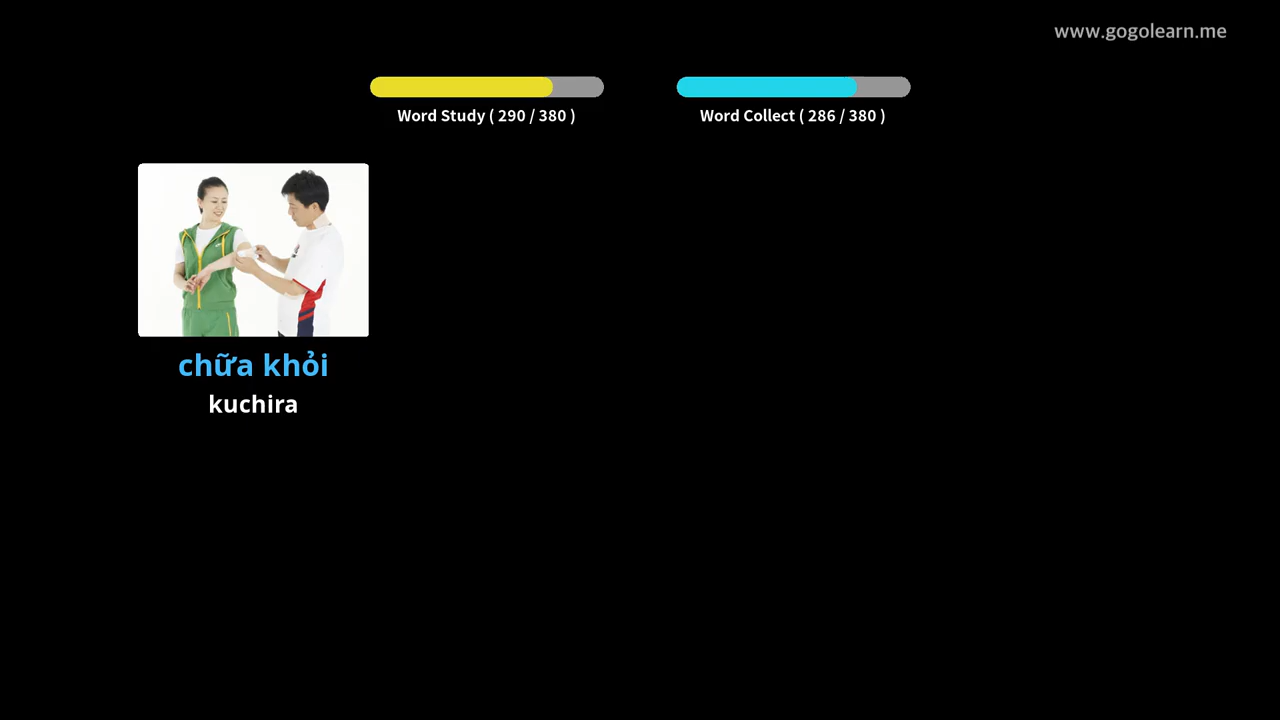 www.gogolearn.me
Word Study ( 290 / 380 )
Word Collect ( 286 / 380 )
chữa khỏi
kuchira